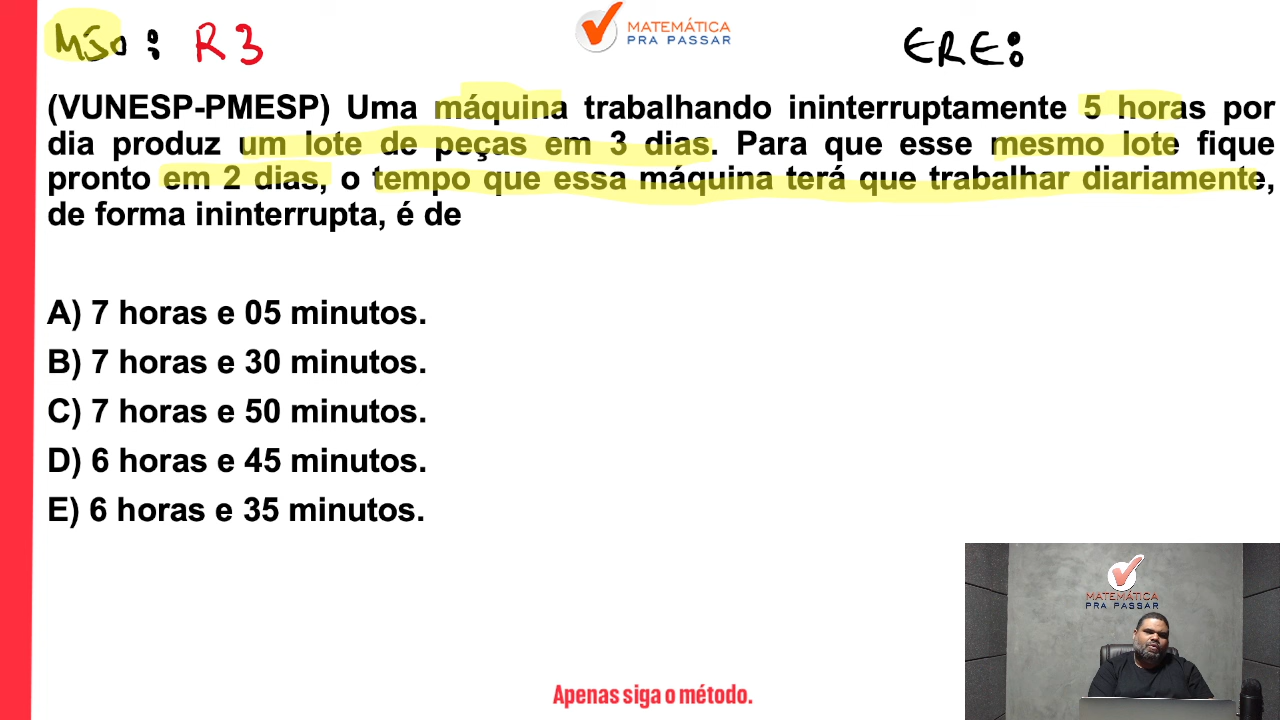 MJo: R3
MATEMÁTICA
PRA PASSAR
ERE:
(VUNESP-PMESP) Uma máquina trabalhando ininterruptamente 5 horas por
dia produz um lote de peças em 3 dias. Para que esse mesmo lote fique
pronto em 2 dias, o tempo que essa máquina terá que trabalhar diariamente,
de forma ininterrupta, é de
A) 7 horas e 05 minutos.
B) 7 horas e 30 minutos.
C) 7 horas e 50 minutos.
D) 6 horas e 45 minutos.
E) 6 horas e 35 minutos.
MATEMÁTICA
PRA PASSAR
Apenas siga o método.